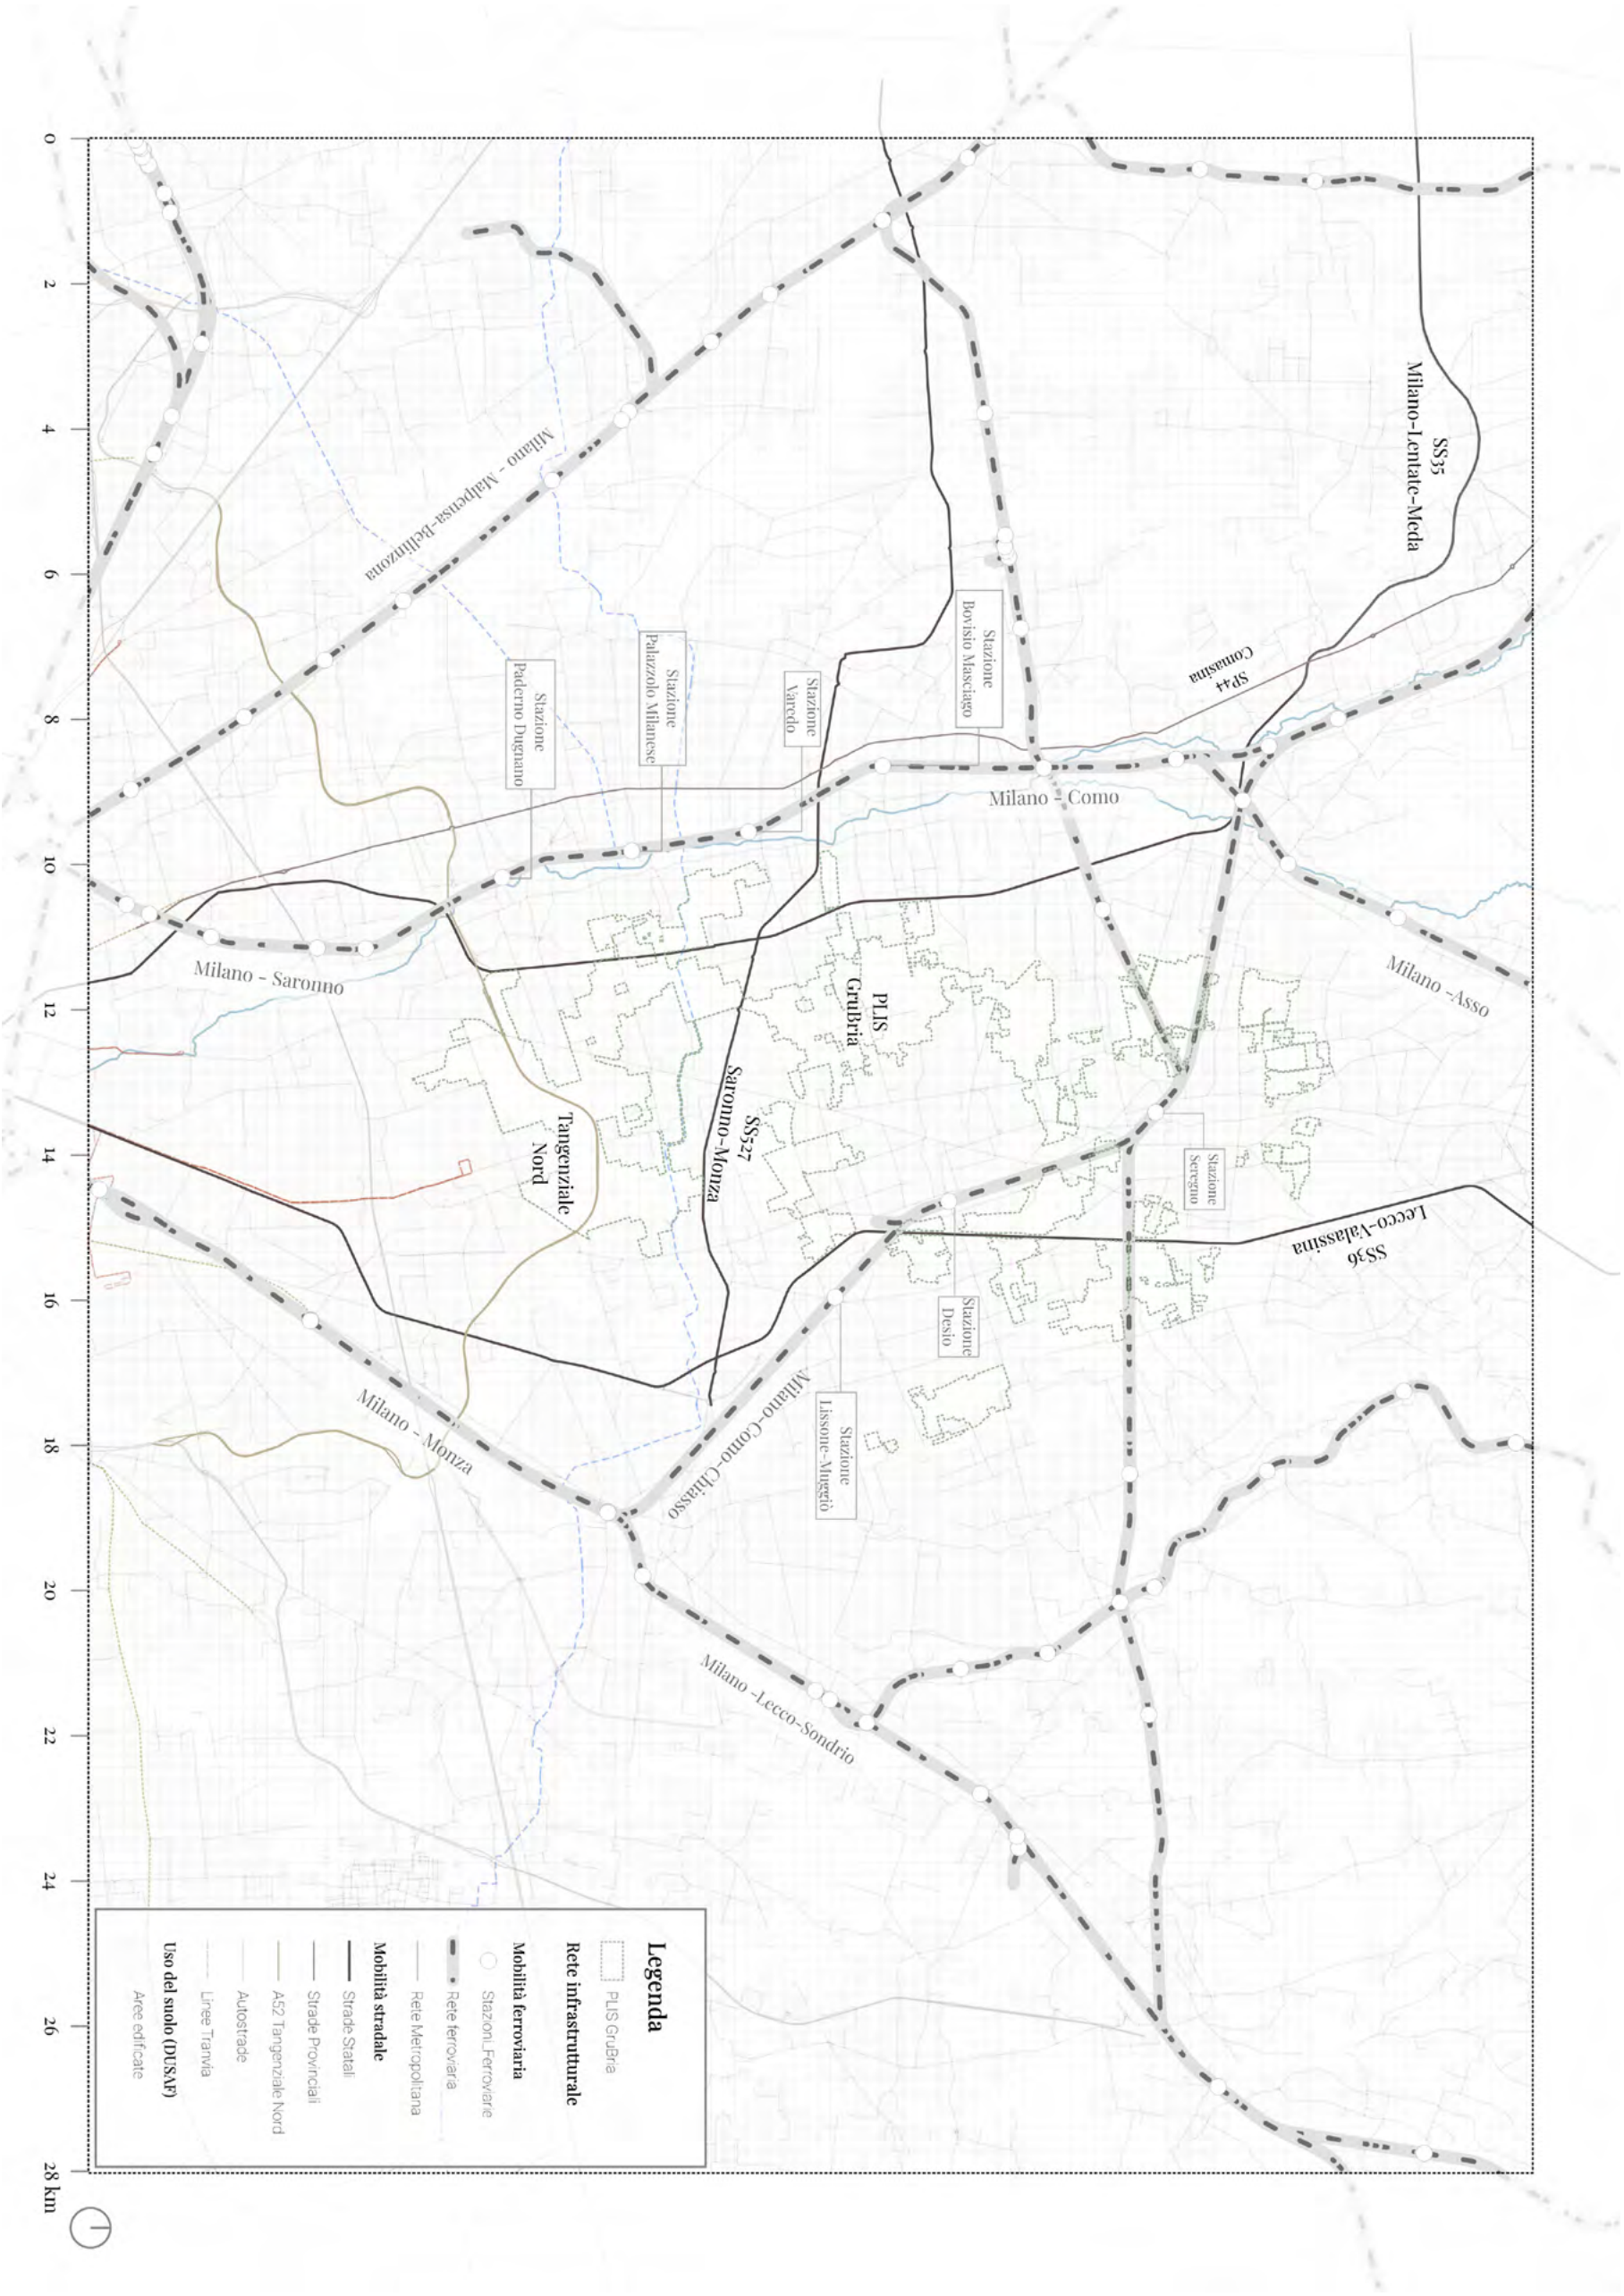 SS35
Milano-Lentate-Meda
SP44
Comasina
Milano -Asso
Lecco-Valassina
SS36
Stazione
Bovisio Masciago
Milano - Como
Stazione
Seregno
Stazione
Desio
Stazione
Varedo
PLIS
GruBria
Stazione
Lissone-Muggiò
Milano-Como-Chiasso
SS527
Saronno-Monza
Milano -Lecco-Sondrio
Stazione
Palazzolo Milanese
Stazione
Paderno Dugnano
Milano - Malpensa-Bellinzona
Tangenziale
Nord
Milano - Saronno
Milano - Monza
Legenda
PLIS GruBria
Rete infrastrutturale
Mobilità ferroviaria
Stazioni_Ferroviarie
Rete ferroviaria
Rete Metropolitana
Mobilità stradale
Strade Statali
Strade Provinciali
A52 Tangenziale Nord
Autostrade
Linee Tranvia
Uso del suolo (DUSAF)
Aree edificate
0 2 4 6 8 10 12 14 16 18 20 22 24 26 28 km